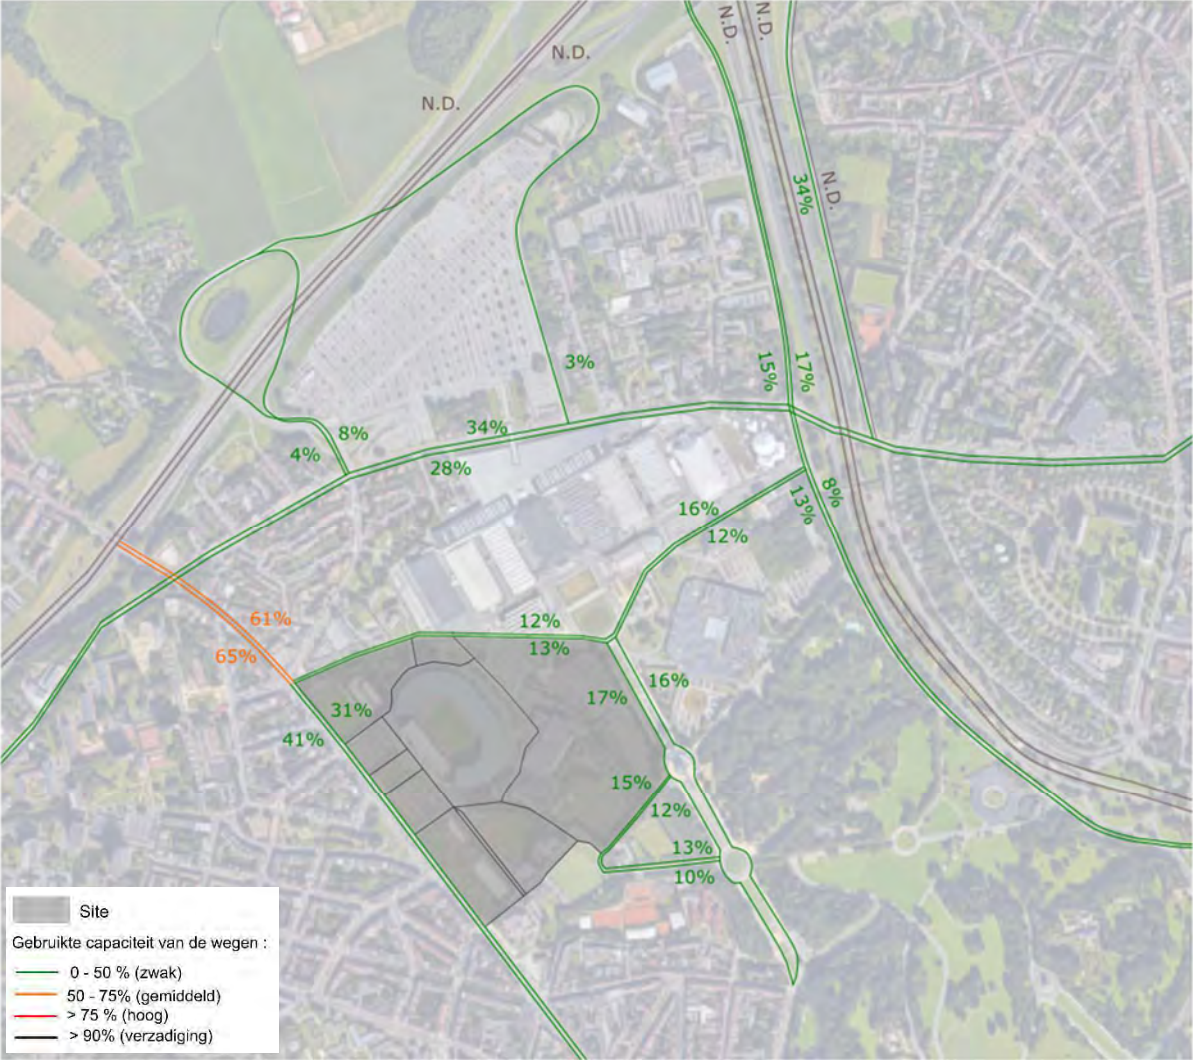 N.D.
N.D.
N.D.
N.D.
34%
N.D.
15%
17%
3%
8%
34%
4%
28%
16%
12%
13%
8%
61%
65%
12%
13%
16%
17%
31%
41%
15%
12%
13%
10%
Site
Gebruikte capaciteit van de wegen :
0 - 50 % (zwak)
50 - 75% (gemiddeld)
> 75 % (hoog)
> 90% (verzadiging)